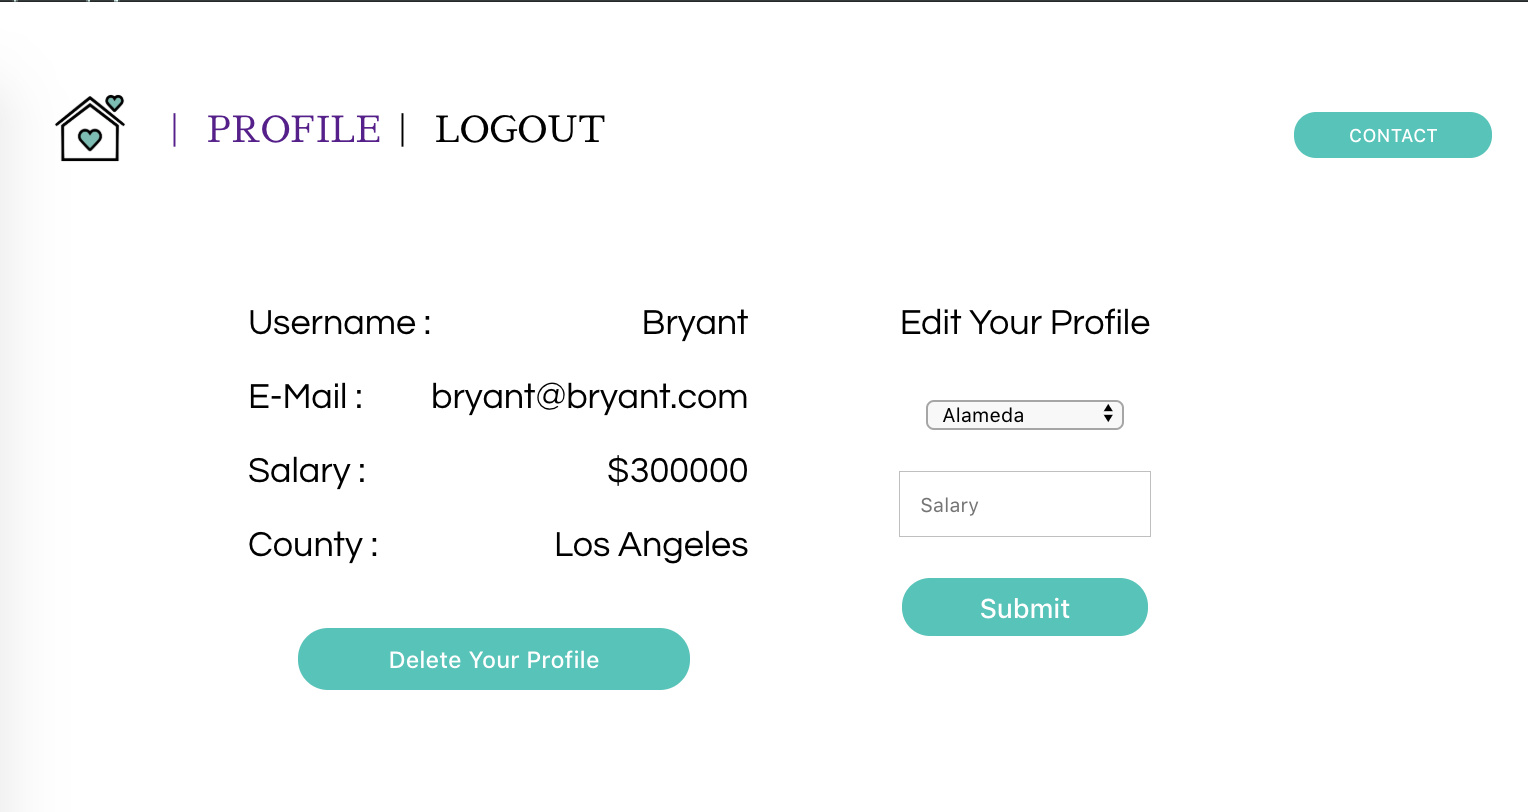 | PROFILE | LOGOUT
CONTACT
Username : Bryant
E-Mail : bryant@bryant.com
Salary : $300000
County : Los Angeles
Delete Your Profile
Edit Your Profile
Alameda
Salary
Submit